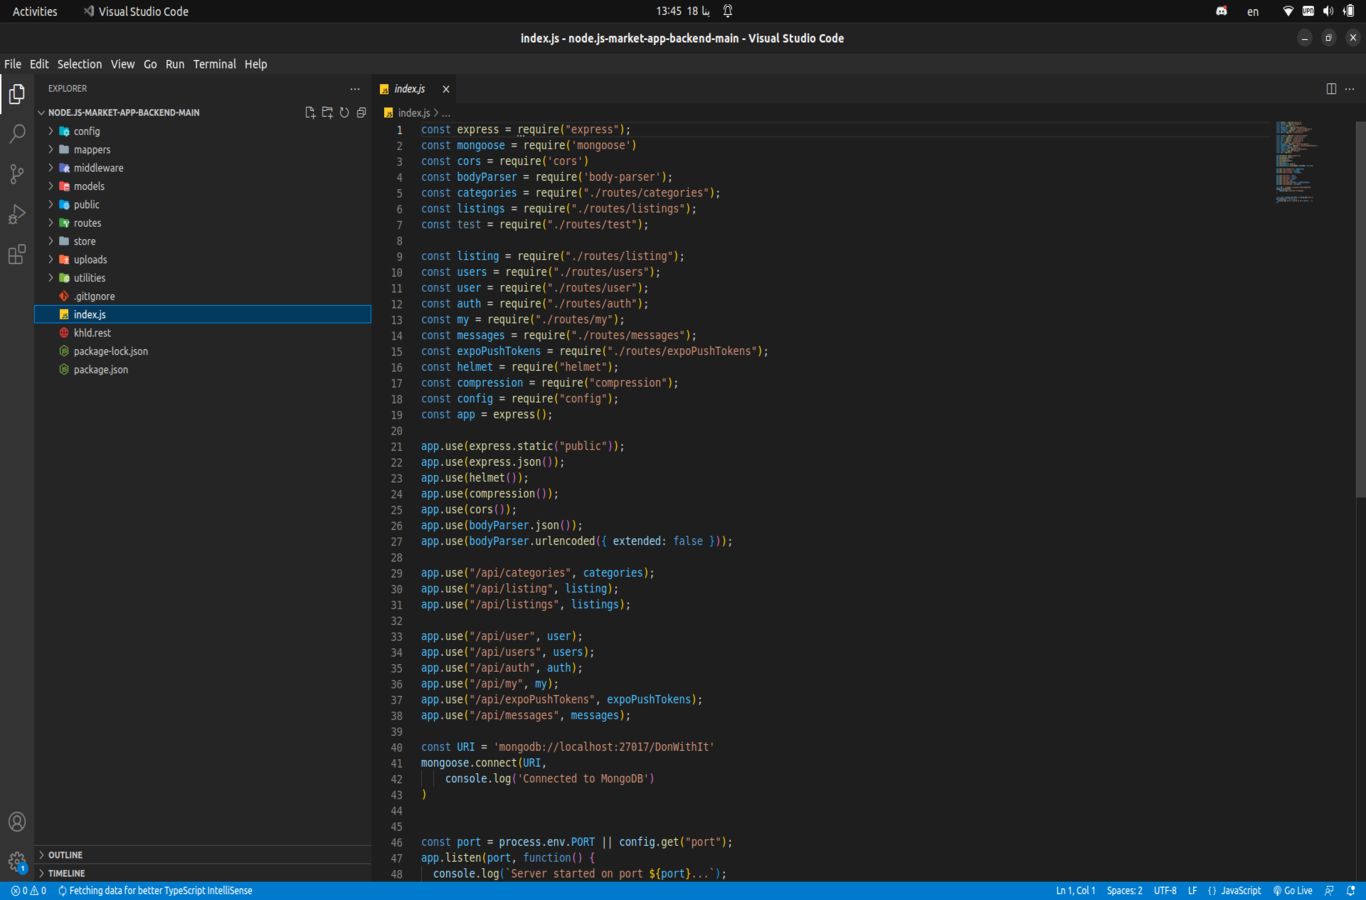 Activities
Visual Studio Code
13:45 18 ينا
en
index.js - node.js-market-app-backend-main - Visual Studio Code
File Edit Selection View Go Run Terminal Help
EXPLORER
NODE.JS-MARKET-APP-BACKEND-MAIN
config
mappers
middleware
models
public
routes
store
uploads
utilities
.gitIgnore
index.js
khld.rest
package-lock.json
package.json
OUTLINE
TIMELINE
index.js
index.js > ...
1 const express = require("express");
2 const mongoose = require('mongoose')
3 const cors = require('cors')
4 const bodyParser = require('body-parser');
5 const categories = require("./routes/categories");
6 const listings = require("./routes/listings");
7 const test = require("./routes/test");
8
9 const listing = require("./routes/listing");
10 const users = require("./routes/users");
11 const user = require("./routes/user");
12 const auth = require("./routes/auth");
13 const my = require("./routes/my");
14 const messages = require("./routes/messages");
15 const expoPushTokens = require("./routes/expoPushTokens");
16 const helmet = require("helmet");
17 const compression = require("compression");
18 const config = require("config");
19 const app = express();
20
21 app.use(express.static("public"));
22 app.use(express.json());
23 app.use(helmet());
24 app.use(compression());
25 app.use(cors());
26 app.use(bodyParser.json());
27 app.use(bodyParser.urlencoded({ extended: false }));
28
29 app.use("/api/categories", categories);
30 app.use("/api/listing", listing);
31 app.use("/api/listings", listings);
32
33 app.use("/api/user", user);
34 app.use("/api/users", users);
35 app.use("/api/auth", auth);
36 app.use("/api/my", my);
37 app.use("/api/expoPushTokens", expoPushTokens);
38 app.use("/api/messages", messages);
39
40 const URI = 'mongodb://localhost:27017/DonWithIt'
41 mongoose.connect(URI,
42 console.log('Connected to MongoDB')
43 )
44
45
46 const port = process.env.PORT || config.get("port");
47 app.listen(port, function() {
48 console.log(`Server started on port ${port}...`);
1
0 0 Fetching data for better TypeScript IntelliSense
Ln 1, Col 1 Spaces: 2 UTF-8 LF {} JavaScript Go Live